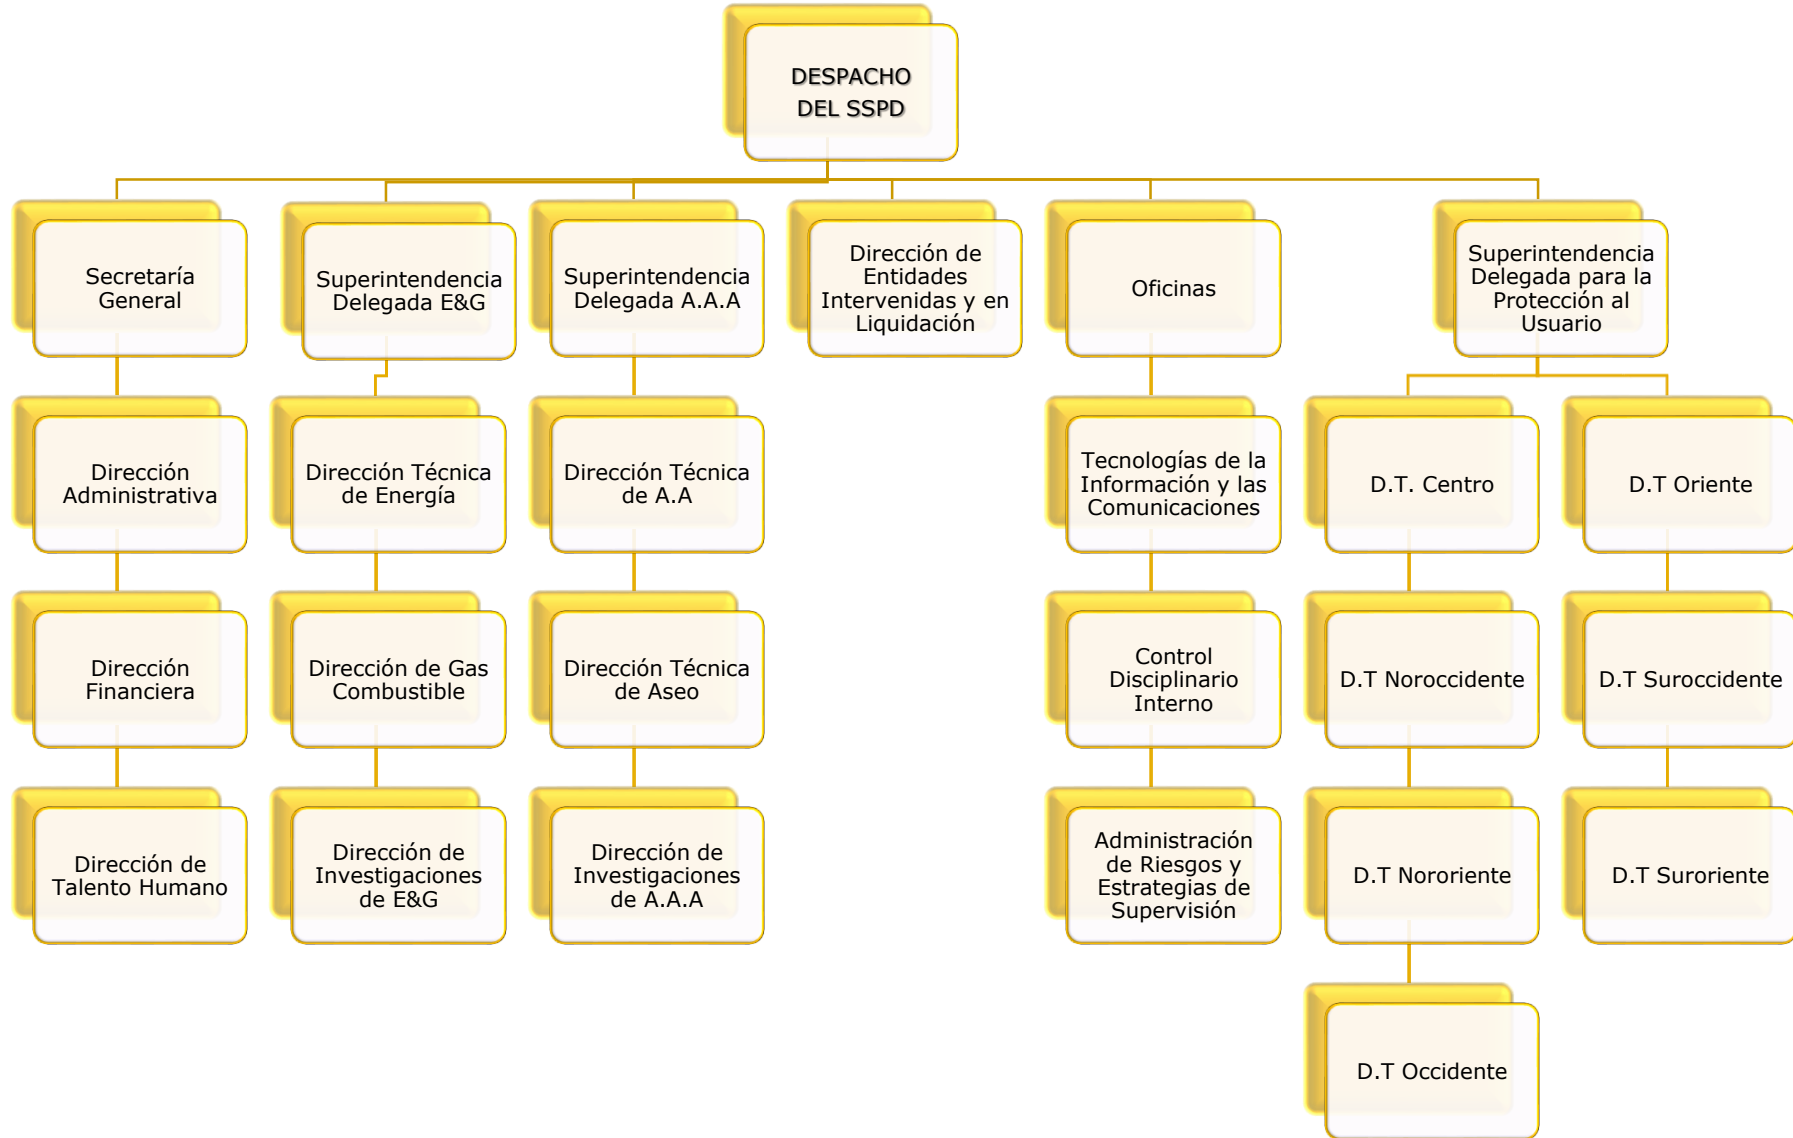 DESPACHO
DEL SSPD
Secretaría
General
Superintendencia
Delegada E&G
Superintendencia
Delegada A.A.A
Dirección de
Entidades
Intervenidas y en
Liquidación
Oficinas
Superintendencia
Delegada para la
Protección al
Usuario
Dirección
Administrativa
Dirección Técnica
de Energía
Dirección Técnica
de A.A
Tecnologías de la
Información y las
Comunicaciones
D.T. Centro
D.T Oriente
Dirección
Financiera
Dirección de Gas
Combustible
Dirección Técnica
de Aseo
Control
Disciplinario
Interno
D.T Noroccidente
D.T Suroccidente
Dirección de
Talento Humano
Dirección de
Investigaciones
de E&G
Dirección de
Investigaciones
de A.A.A
Administración
de Riesgos y
Estrategias de
Supervisión
D.T Nororiente
D.T Suroriente
D.T Occidente